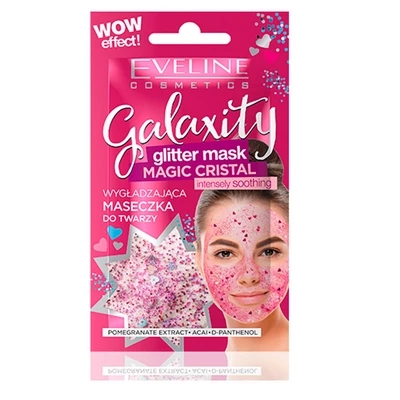 WOW
effect!
EVELINE
COSMETICS
Galaxity
glitter mask
MAGIC CRISTAL
intensely soothing
WYGŁADZAJĄCA
MASECZKA
DO TWARZY
POMEGRANATE EXTRACT • ACAI • D-PANTHENOL